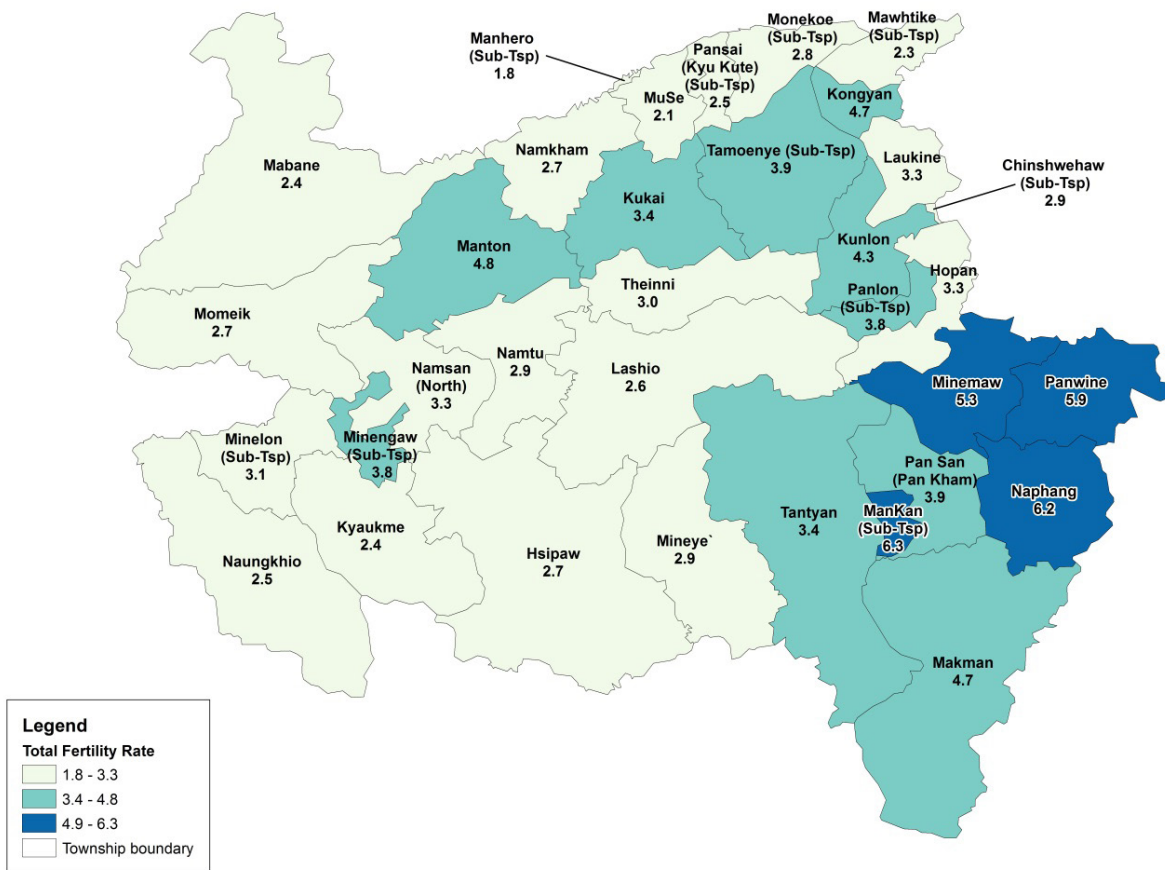 Manhero
(Sub-Tsp)
1.8
Pansai
(Kyu Kute)
(Sub-Tsp)
2.5
Monekoe
(Sub-Tsp)
2.8
Mawhtike
(Sub-Tsp)
2.3
MuSe
2.1
Kongyan
4.7
Mabane
2.4
Namkham
2.7
Tamoenye (Sub-Tsp)
3.9
Laukine
3.3
Chinshwehaw
(Sub-Tsp)
2.9
Kukai
3.4
Manton
4.8
Kunlon
4.3
Hopan
3.3
Theinni
3.0
Panlon
(Sub-Tsp)
3.8
Momeik
2.7
Namtu
2.9
Lashio
2.6
Namsan
(North)
3.3
Minemaw
5.3
Panwine
5.9
Minelon
(Sub-Tsp)
3.1
Minengaw
(Sub-Tsp)
3.8
Pan San
(Pan Kham)
3.9
Naphang
6.2
ManKan
(Sub-Tsp)
6.3
Tantyan
3.4
Kyaukme
2.4
Hsipaw
2.7
Mineye`
2.9
Naungkhio
2.5
Makman
4.7
Legend
Total Fertility Rate
1.8 - 3.3
3.4 - 4.8
4.9 - 6.3
Township boundary